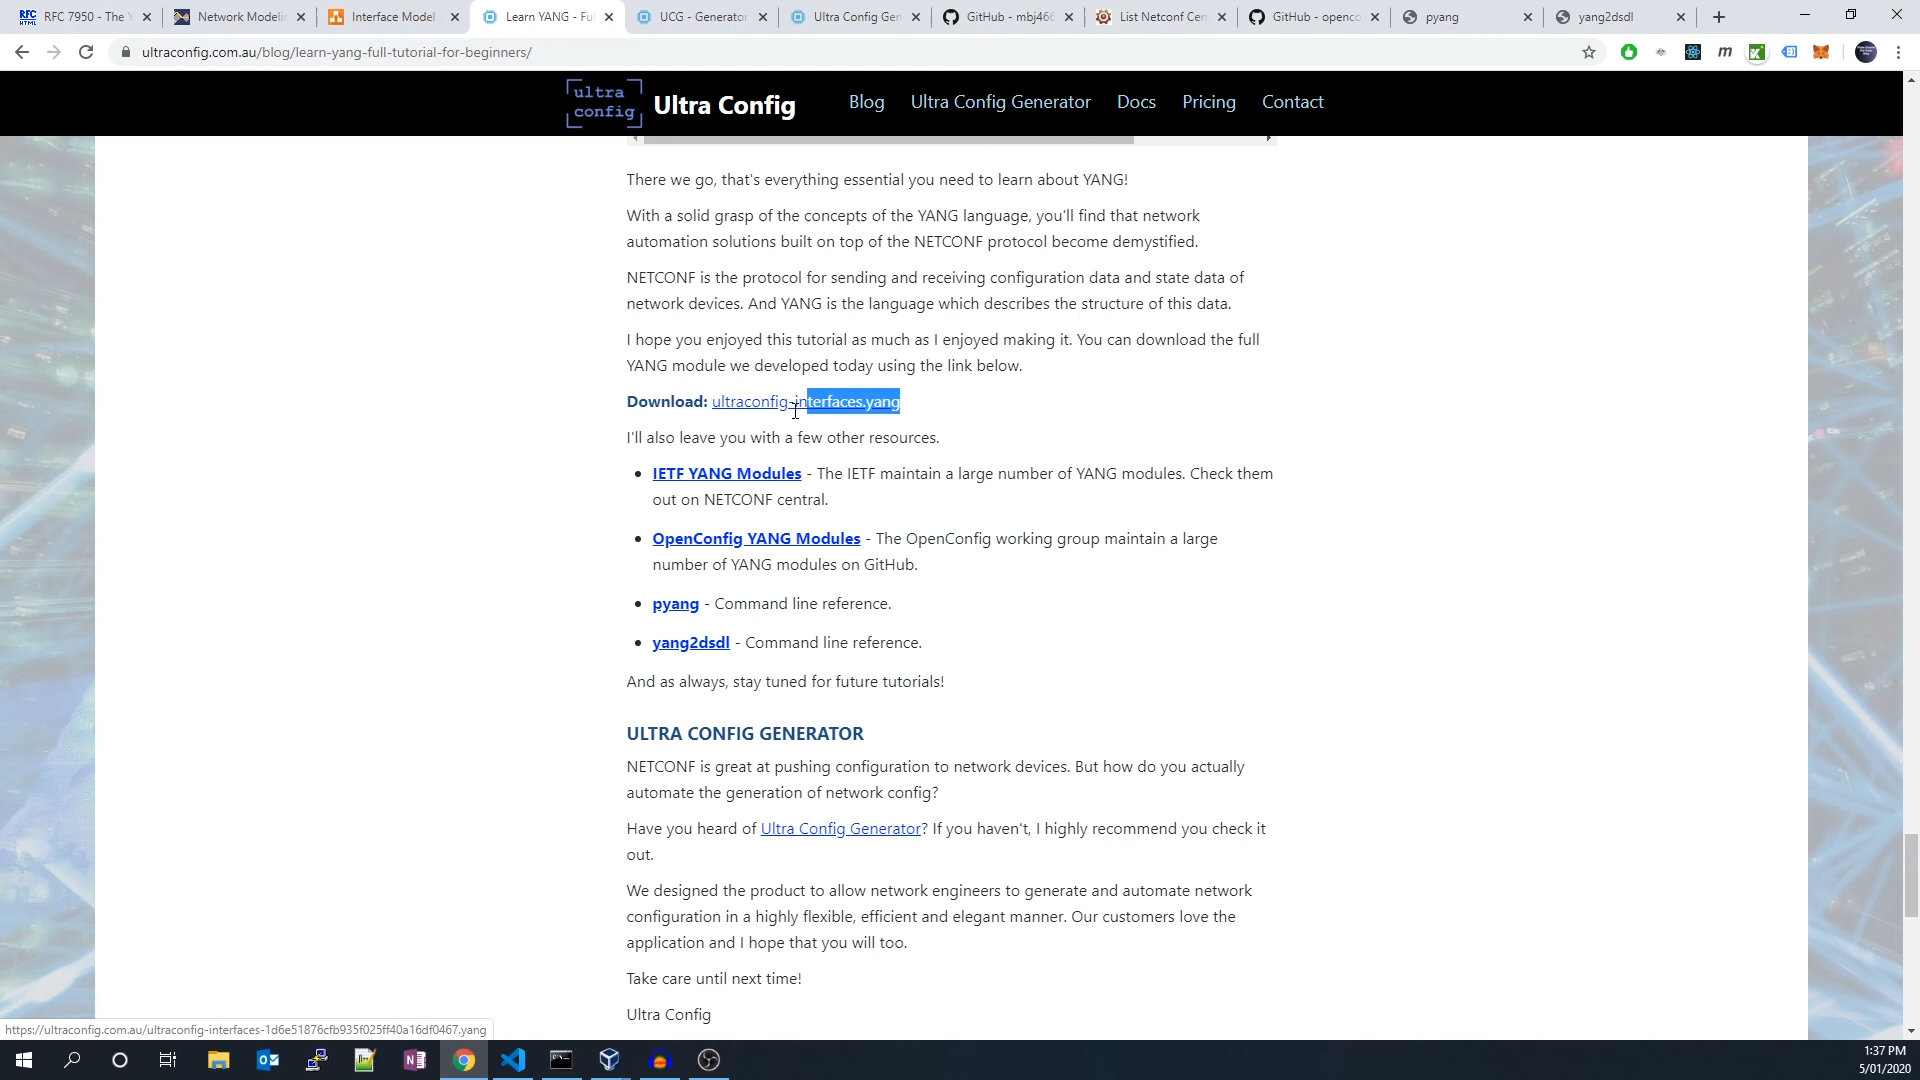 RFC 7950 - The Y
Network Modelin
Interface Model
Learn YANG - Ful
UCG - Generator
Ultra Config Gen
GitHub - mbj466
List Netconf Cen
GitHub - openco
pyang
yang2dsdl
ultraconfig.com.au/blog/learn-yang-full-tutorial-for-beginners/
ultra
config
Ultra Config
Blog
Ultra Config Generator
Docs
Pricing
Contact
There we go, that's everything essential you need to learn about YANG!
With a solid grasp of the concepts of the YANG language, you'll find that network
automation solutions built on top of the NETCONF protocol become demystified.
NETCONF is the protocol for sending and receiving configuration data and state data of
network devices. And YANG is the language which describes the structure of this data.
I hope you enjoyed this tutorial as much as I enjoyed making it. You can download the full
YANG module we developed today using the link below.
Download: ultraconfig-interfaces.yang
I'll also leave you with a few other resources.
• IETF YANG Modules - The IETF maintain a large number of YANG modules. Check them
out on NETCONF central.
• OpenConfig YANG Modules - The OpenConfig working group maintain a large
number of YANG modules on GitHub.
• pyang - Command line reference.
• yang2dsdl - Command line reference.
And as always, stay tuned for future tutorials!
ULTRA CONFIG GENERATOR
NETCONF is great at pushing configuration to network devices. But how do you actually
automate the generation of network config?
Have you heard of Ultra Config Generator? If you haven't, I highly recommend you check it
out.
We designed the product to allow network engineers to generate and automate network
configuration in a highly flexible, efficient and elegant manner. Our customers love the
application and I hope that you will too.
Take care until next time!
Ultra Config
https://ultraconfig.com.au/ultraconfig-interfaces-1d6e51876cfb935f025ff40a16df0467.yang
1:37 PM
5/01/2020